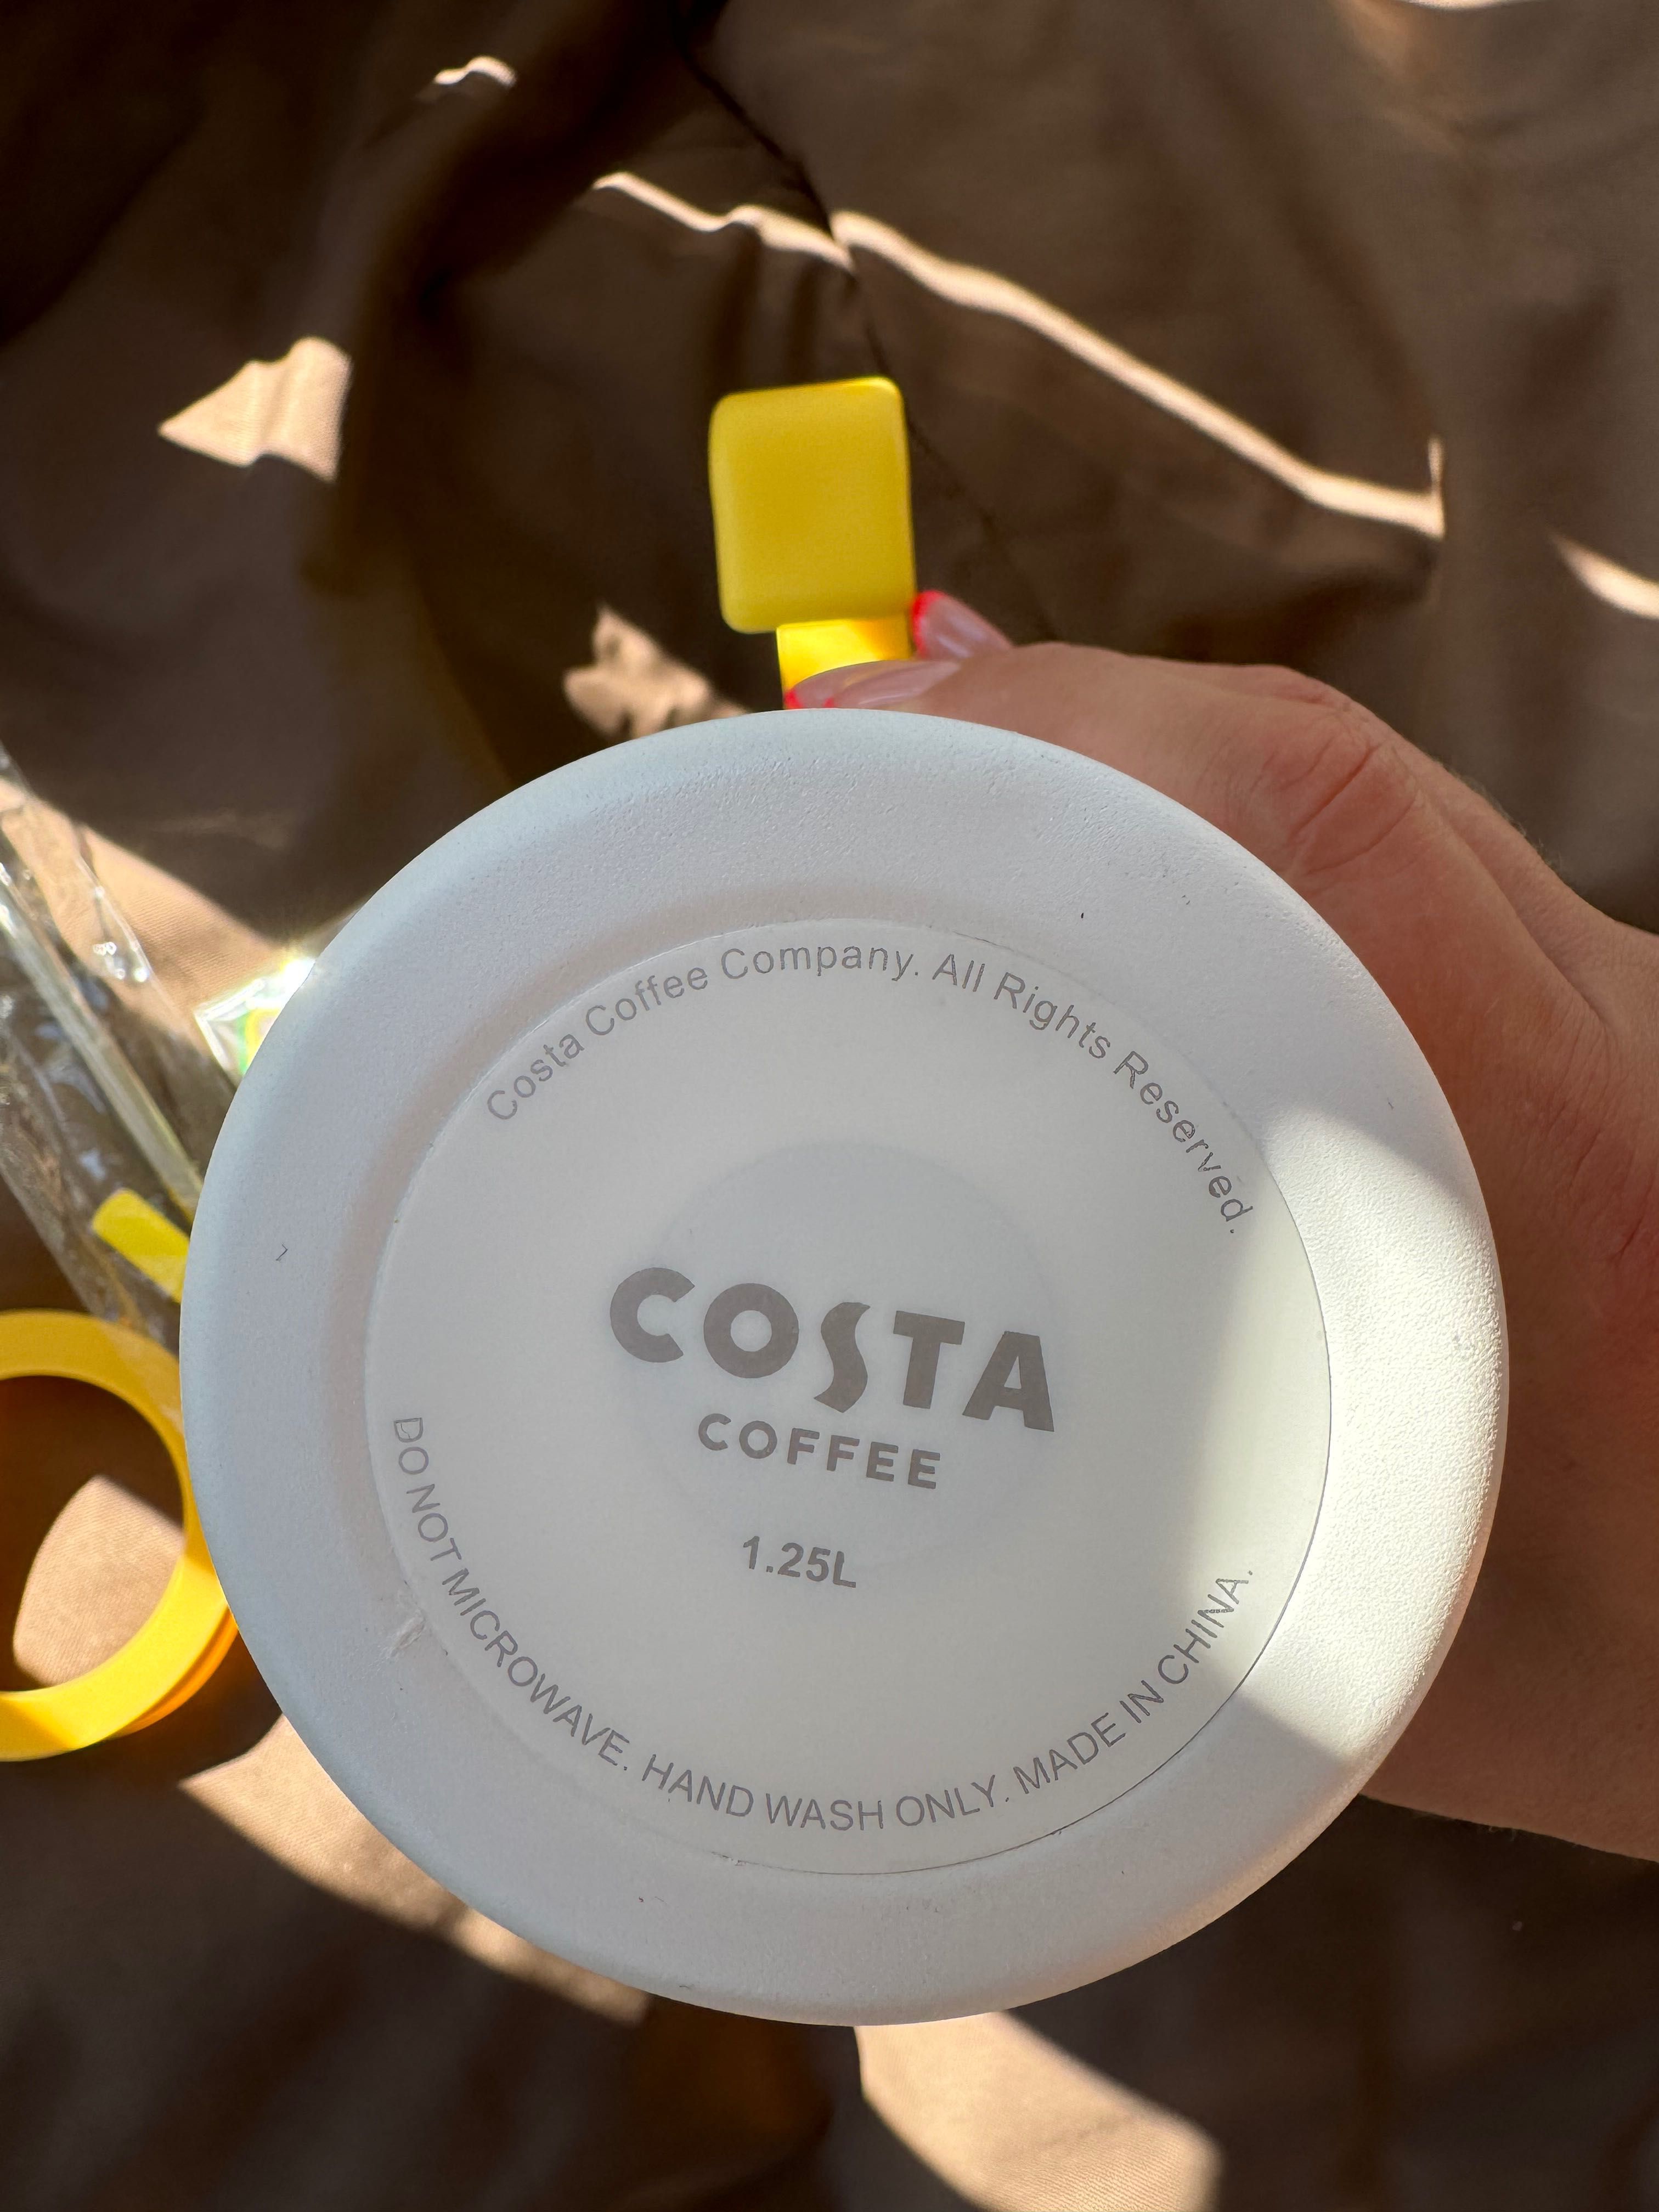 Costa Coffee Company. All Rights Reserved.
COSTA
COFFEE
1.25L
DO NOT MICROWAVE. HAND WASH ONLY. MADE IN CHINA.